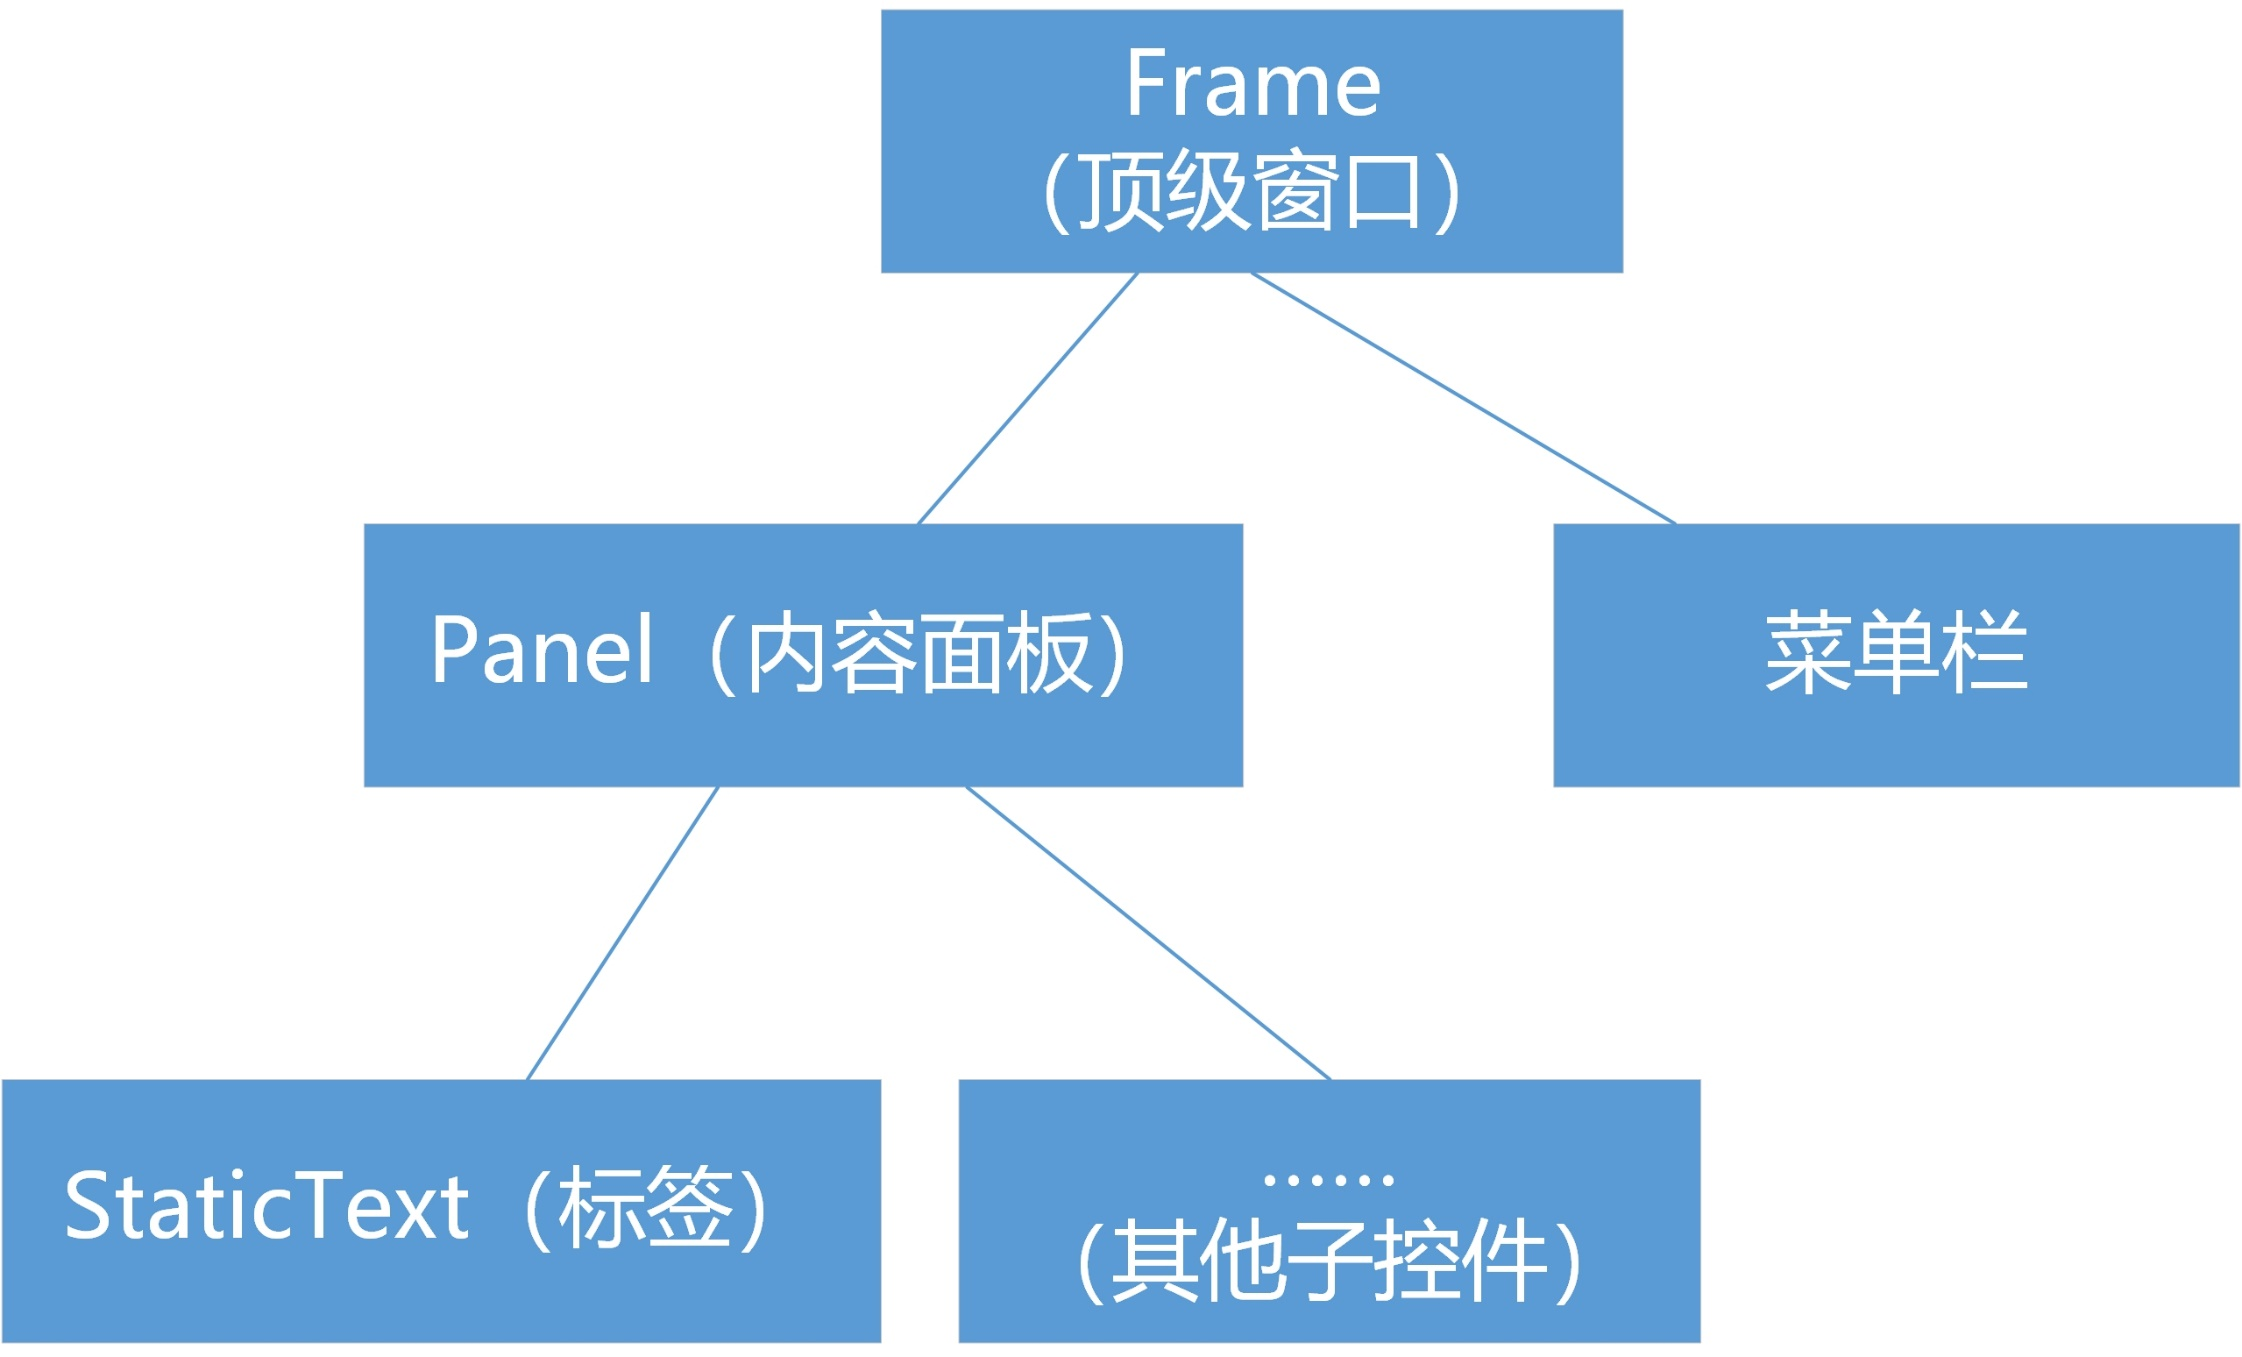 Frame
（顶级窗口）
Panel（内容面板）
菜单栏
StaticText（标签）
……
（其他子控件）